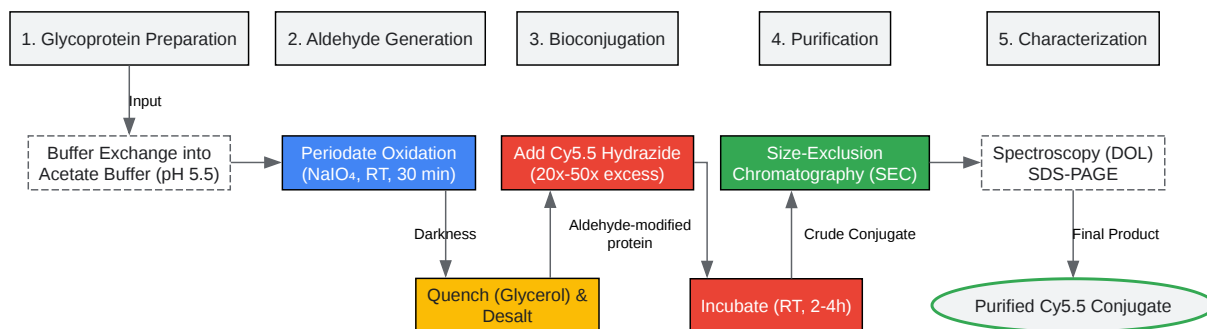 1. Glycoprotein Preparation
2. Aldehyde Generation
3. Bioconjugation
4. Purification
5. Characterization
Input
Buffer Exchange into
Acetate Buffer (pH 5.5)
Periodate Oxidation
(NaIO₄, RT, 30 min)
Add Cy5.5 Hydrazide
(20x-50x excess)
Size-Exclusion
Chromatography (SEC)
Spectroscopy (DOL)
SDS-PAGE
Darkness
Aldehyde-modified
protein
Crude Conjugate
Final Product
Quench (Glycerol) &
Desalt
Incubate (RT, 2-4h)
Purified Cy5.5 Conjugate